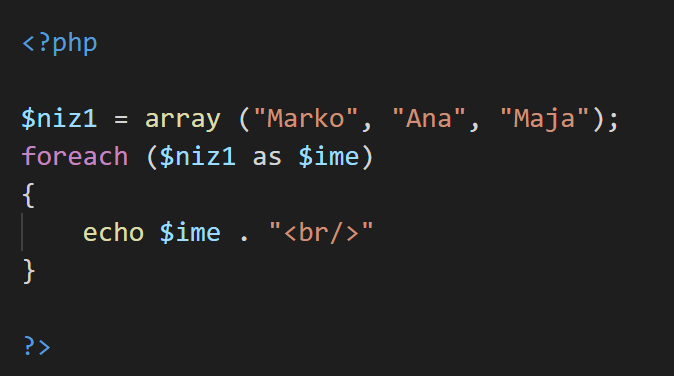 <?php
$niz1 = array ("Marko", "Ana", "Maja");
foreach ($niz1 as $ime)
{
    echo $ime . "<br/>"
}
?>